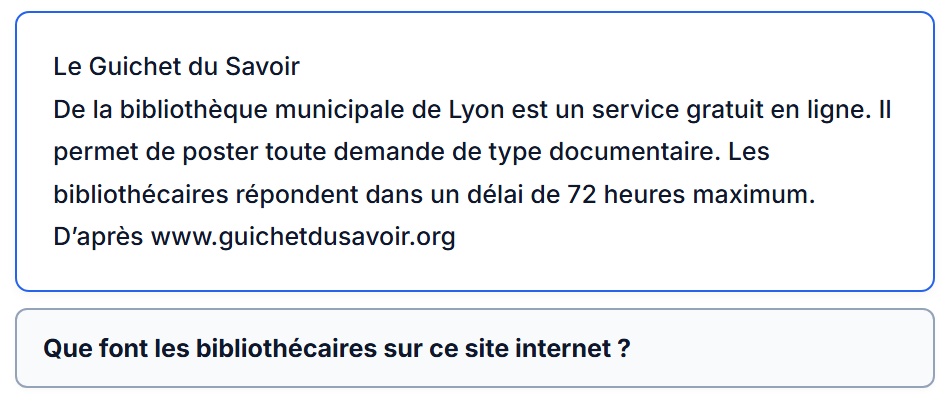 Le Guichet du Savoir
De la bibliothèque municipale de Lyon est un service gratuit en ligne. Il
permet de poster toute demande de type documentaire. Les
bibliothécaires répondent dans un délai de 72 heures maximum.
D’après www.guichetdusavoir.org
Que font les bibliothécaires sur ce site internet ?